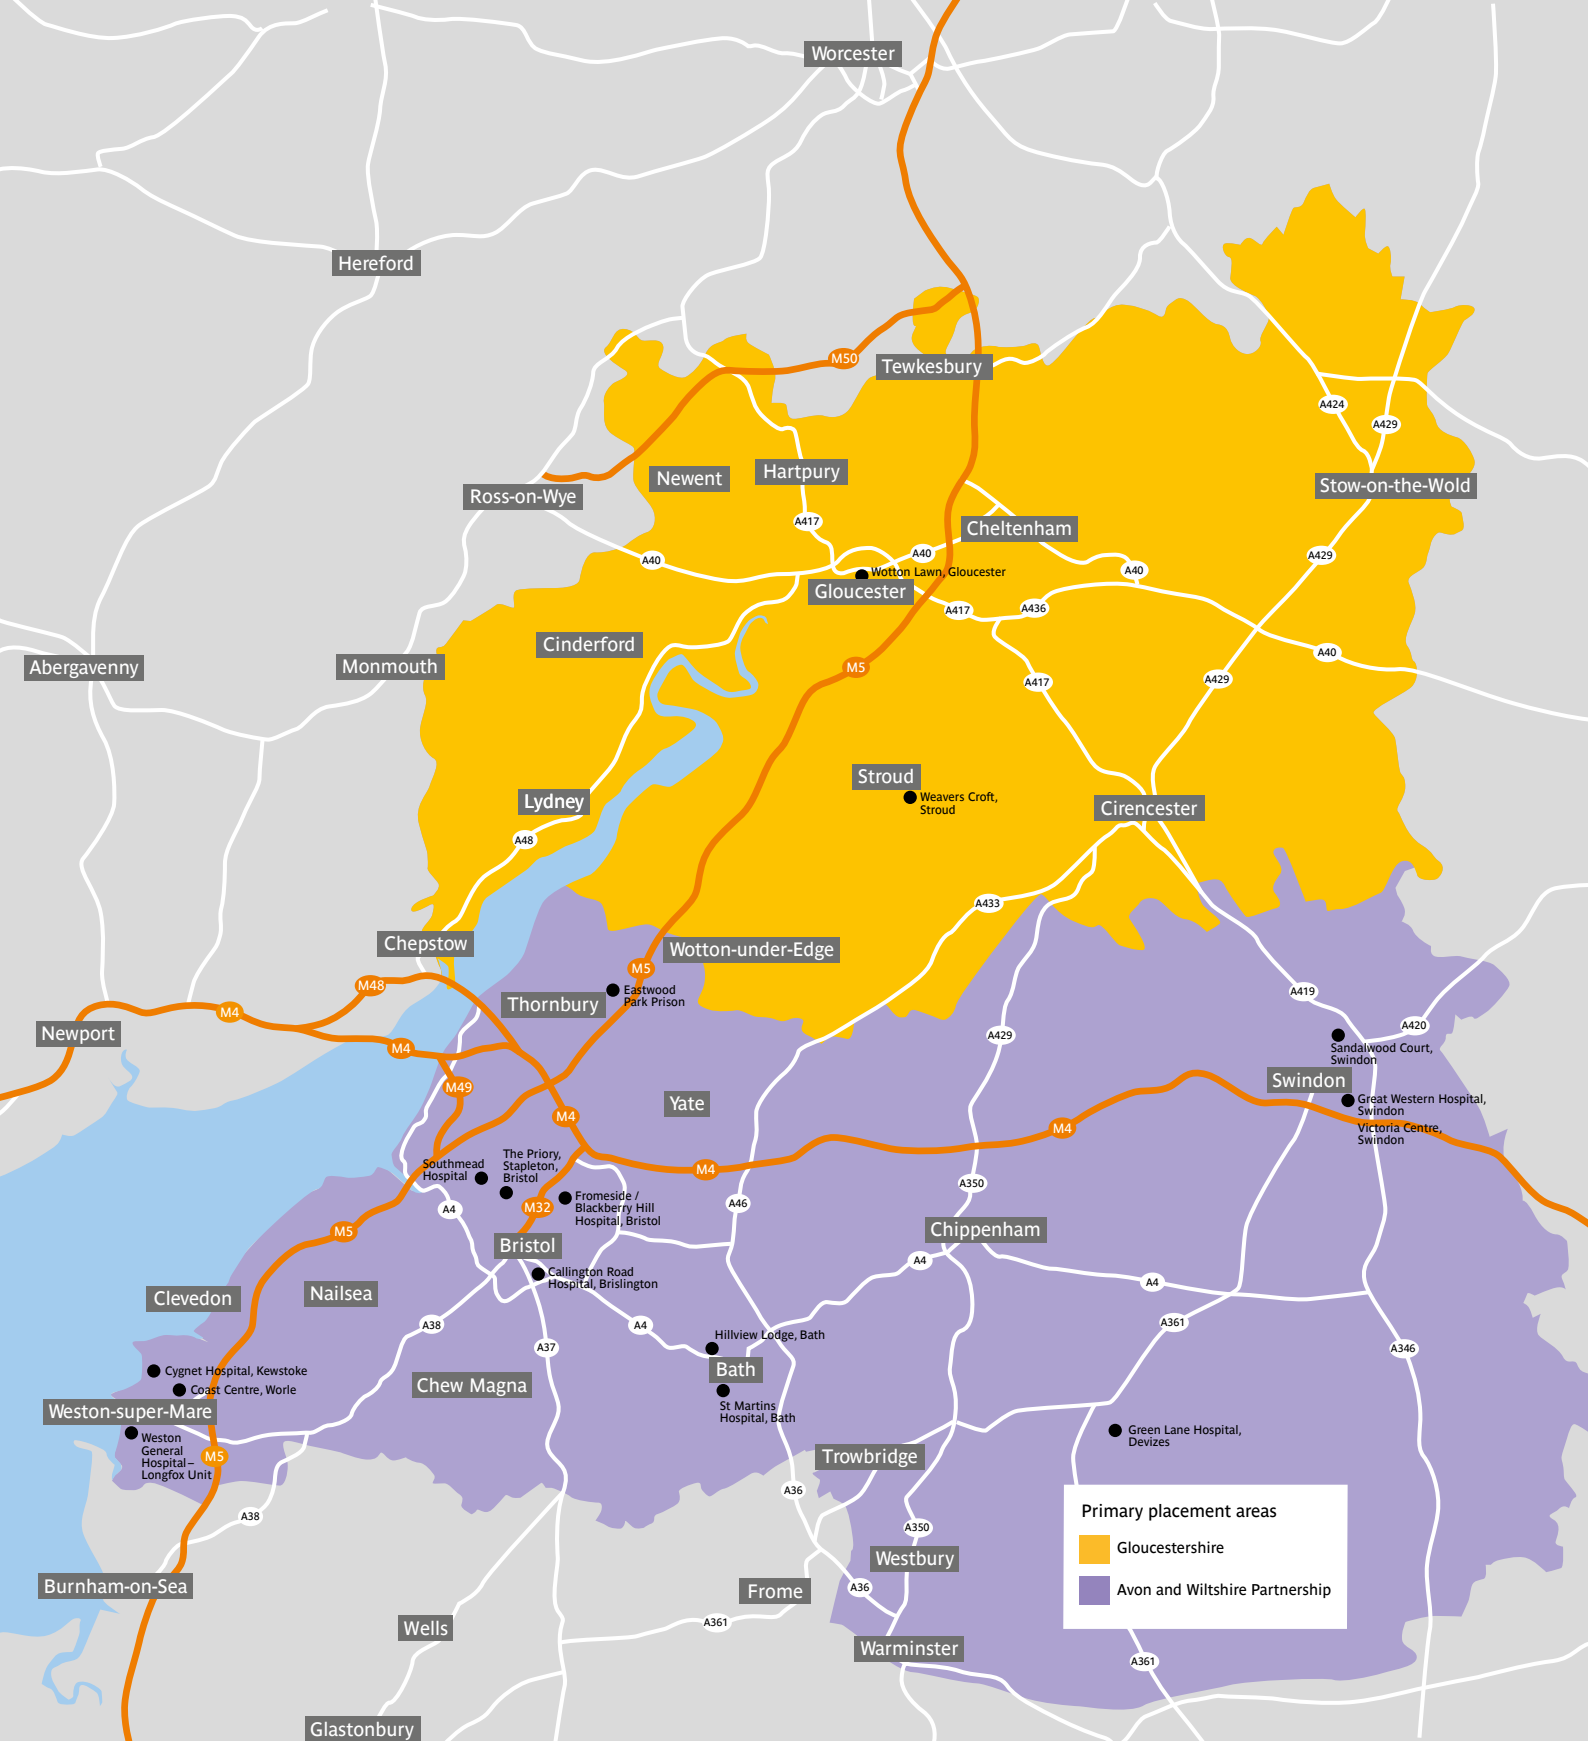 Worcester
Hereford
M50
Tewkesbury
A424
A429
Newent
Hartpury
Stow-on-the-Wold
Ross-on-Wye
A417
Cheltenham
A40
A40
A429
Wotton Lawn, Gloucester
A40
Gloucester
A417
A436
Cinderford
A40
Abergavenny
Monmouth
M5
A417
A429
Stroud
Weavers Croft,
Stroud
Lydney
Cirencester
A48
A433
Chepstow
Wotton-under-Edge
M5
M48
Eastwood
Park Prison
Thornbury
A419
M4
Newport
A429
A420
M4
Sandalwood Court,
Swindon
Swindon
M49
Yate
Great Western Hospital,
Swindon
M4
M4
Victoria Centre,
Swindon
The Priory,
Stapleton,
Bristol
Southmead
Hospital
M4
A350
Fromeside /
Blackberry Hill
Hospital, Bristol
M32
A4
A46
M5
Chippenham
Bristol
A4
Callington Road
Hospital, Brislington
A4
Nailsea
Clevedon
A38
A4
A361
Hillview Lodge, Bath
A37
A346
Cygnet Hospital, Kewstoke
Bath
Coast Centre, Worle
Chew Magna
Weston-super-Mare
St Martins
Hospital, Bath
Weston
General
Hospital–
Longfox Unit
M5
Green Lane Hospital,
Devizes
Trowbridge
A36
Primary placement areas
A38
A350
Gloucestershire
Westbury
Burnham-on-Sea
Frome
A36
Avon and Wiltshire Partnership
A361
Wells
Warminster
A361
Glastonbury